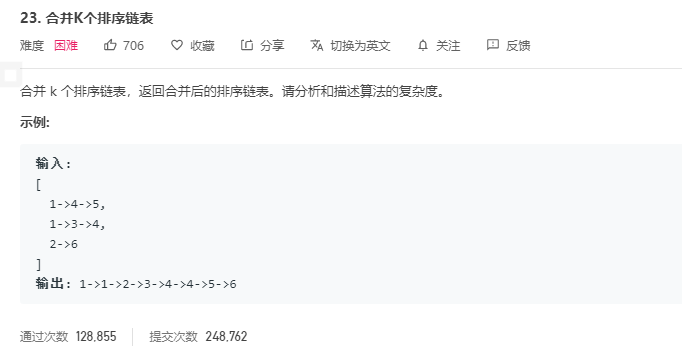 23. 合并K个排序链表
难度 困难 706 收藏 分享 切换为英文 关注 反馈
合并 k 个排序链表，返回合并后的排序链表。请分析和描述算法的复杂度。
示例:
输入:
[
1->4->5,
1->3->4,
2->6
]
输出: 1->1->2->3->4->4->5->6
通过次数 128,855 提交次数 248,762